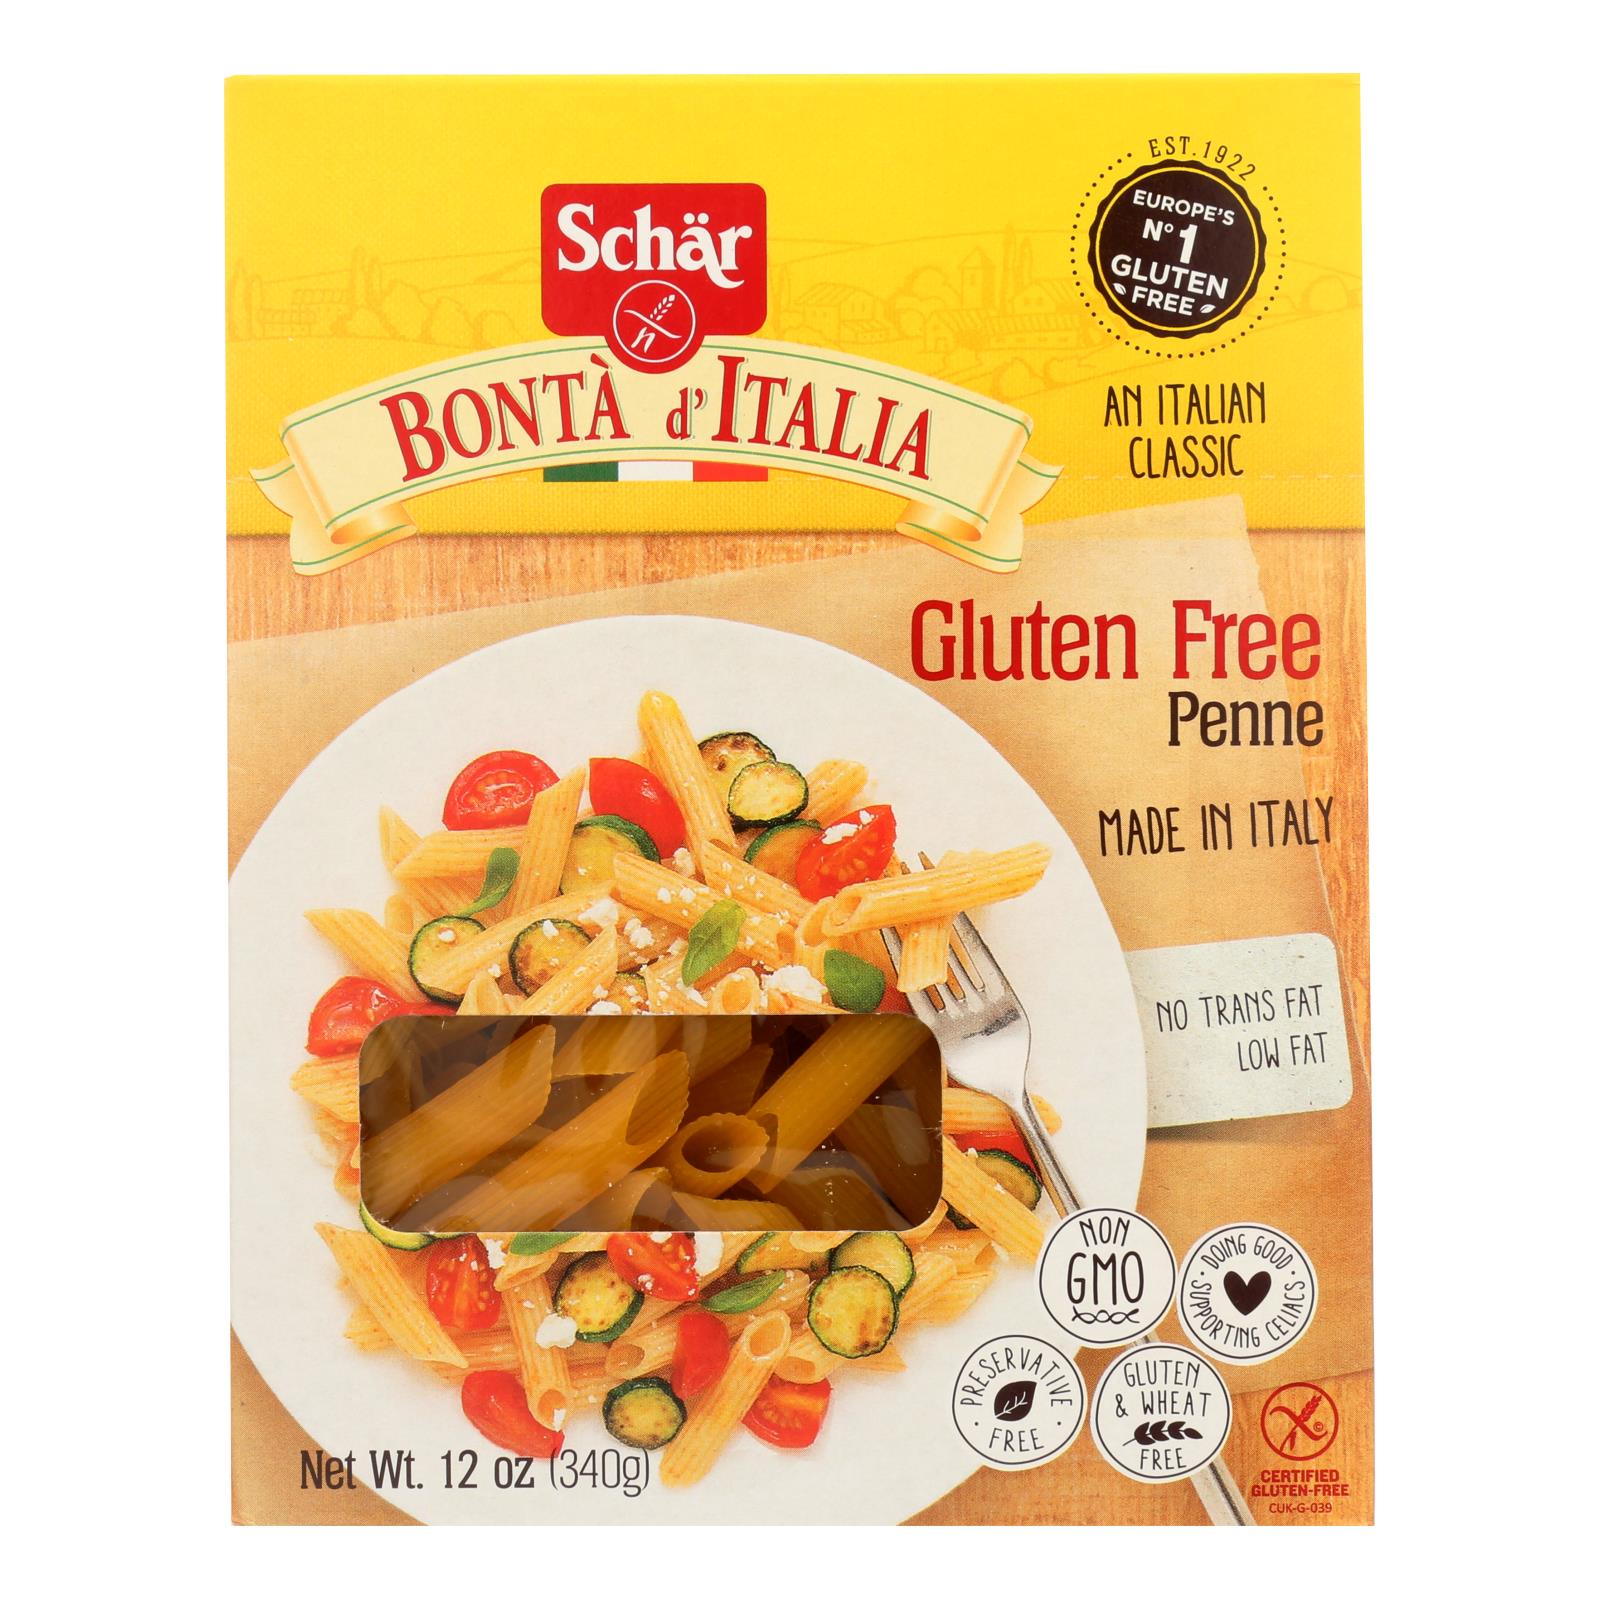 EST. 1922
EUROPE'S
N° 1
GLUTEN
FREE
Schär
BONTÀ d'ITALIA
AN ITALIAN
CLASSIC
Gluten Free
Penne
MADE IN ITALY
NO TRANS FAT
LOW FAT
NON
GMO
DOING GOOD
SUPPORTING CELIACS
PRESERVATIVE
FREE
GLUTEN
& WHEAT
FREE
CERTIFIED
GLUTEN-FREE
CUK-G-039
Net Wt. 12 oz (340g)